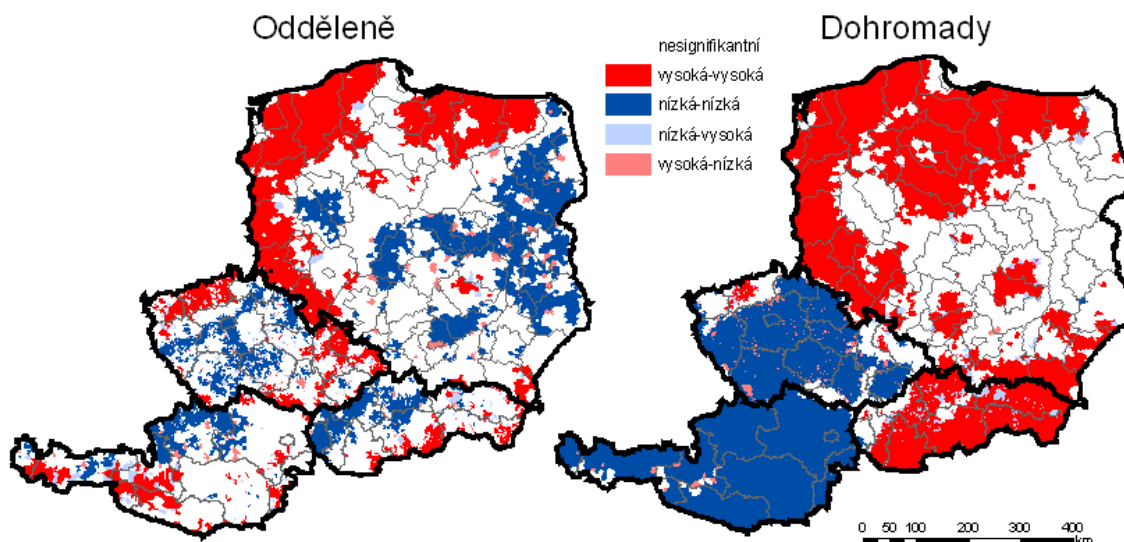 Odděleně
Dohromady
nesignifikantní
vysoká-vysoká
nízká-nízká
nízká-vysoká
vysoká-nízká
0 50 100 200 300 400
km